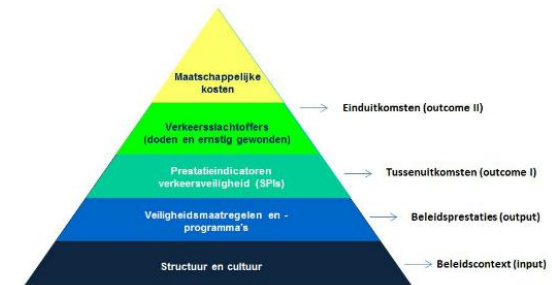 Maatschappelijke
kosten
Einduitkomsten (outcome II)
Verkeersslachtoffers
(doden en ernstig gewonden)
Prestatieindicatoren
verkeersveiligheid (SPIs)
Tussenuitkomsten (outcome I)
Veiligheidsmaatregelen en -
programma's
Beleidsprestaties (output)
Structuur en cultuur
Beleidscontext (input)